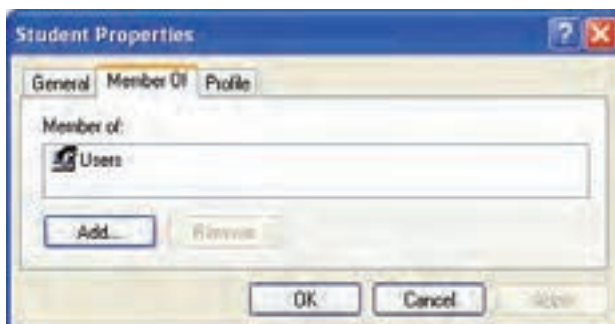 Student Properties
General Member Of Profile
Member of:
Users
Add... Remove
OK Cancel Apply